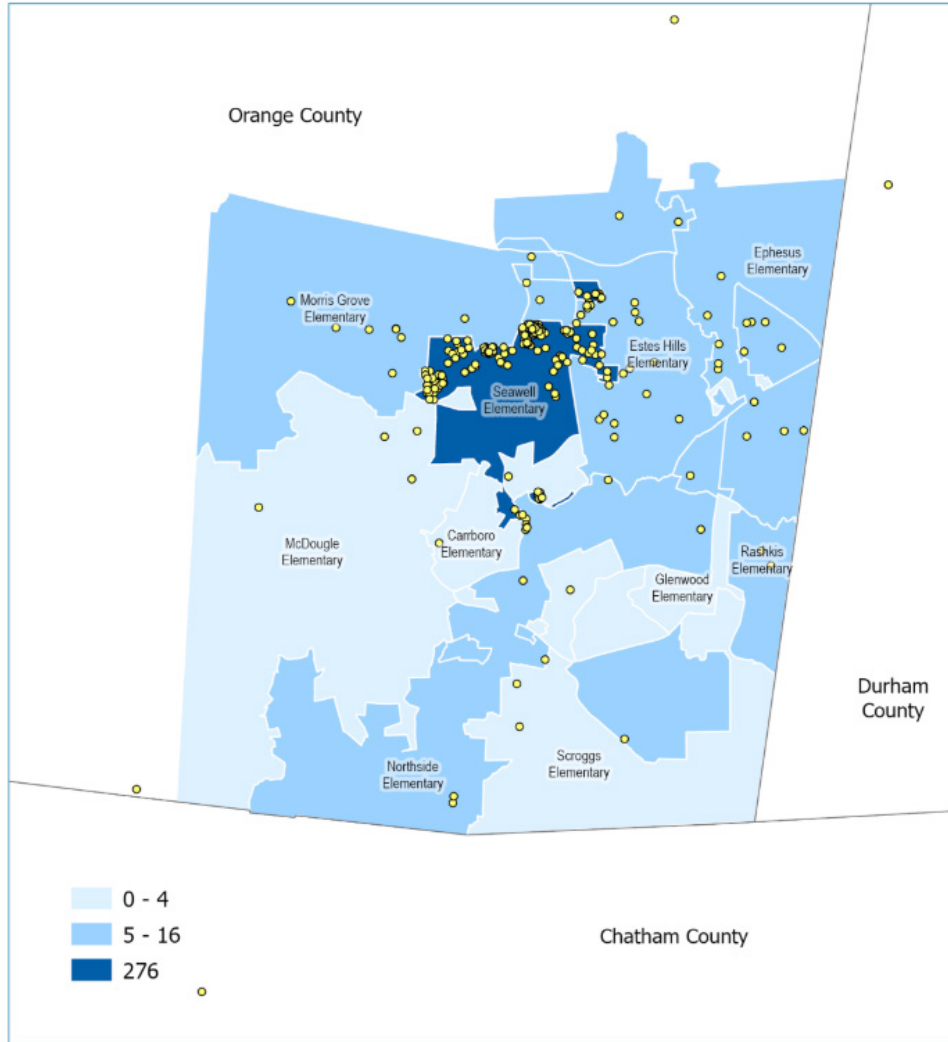 Orange County
Ephesus
Elementary
Morris Grove
Elementary
Estes Hills
Elementary
Seawell
Elementary
McDougle
Elementary
Carrboro
Elementary
Rashkis
Elementary
Glenwood
Elementary
Durham
County
Scroggs
Elementary
Northside
Elementary
0 - 4
5 - 16
276
Chatham County